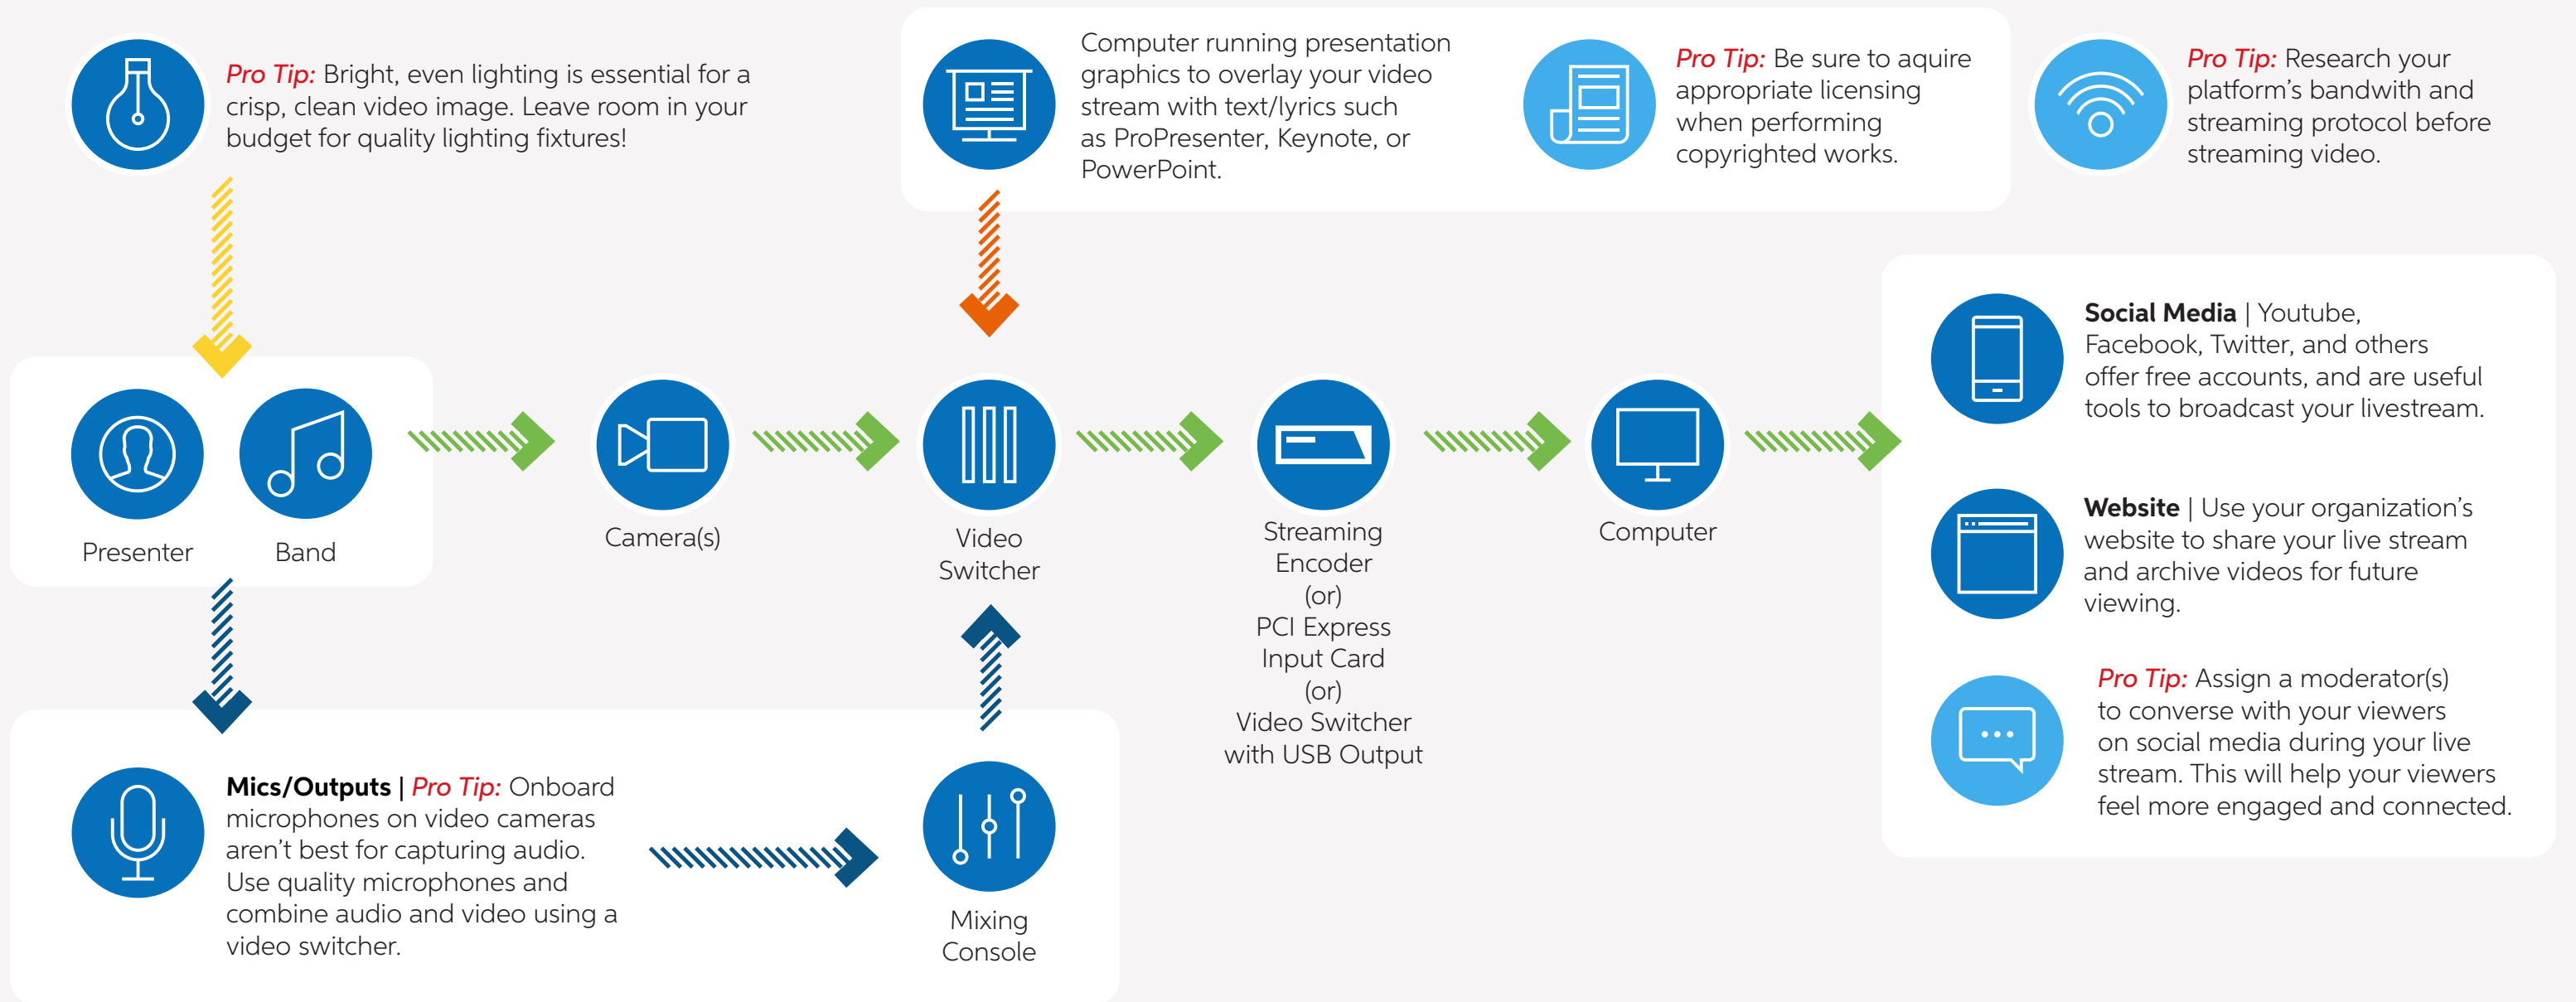 Pro Tip: Bright, even lighting is essential for a
crisp, clean video image. Leave room in your
budget for quality lighting fixtures!
Computer running presentation
graphics to overlay your video
stream with text/lyrics such
as ProPresenter, Keynote, or
PowerPoint.
Pro Tip: Be sure to aquire
appropriate licensing
when performing
copyrighted works.
Pro Tip: Research your
platform's bandwith and
streaming protocol before
streaming video.
Presenter
Band
Camera(s)
Video
Switcher
Streaming
Encoder
(or)
PCI Express
Input Card
(or)
Video Switcher
with USB Output
Computer
Social Media | Youtube,
Facebook, Twitter, and others
offer free accounts, and are useful
tools to broadcast your livestream.
Website | Use your organization's
website to share your live stream
and archive videos for future
viewing.
Pro Tip: Assign a moderator(s)
to converse with your viewers
on social media during your live
stream. This will help your viewers
feel more engaged and connected.
Mics/Outputs | Pro Tip: Onboard
microphones on video cameras
aren't best for capturing audio.
Use quality microphones and
combine audio and video using a
video switcher.
Mixing
Console